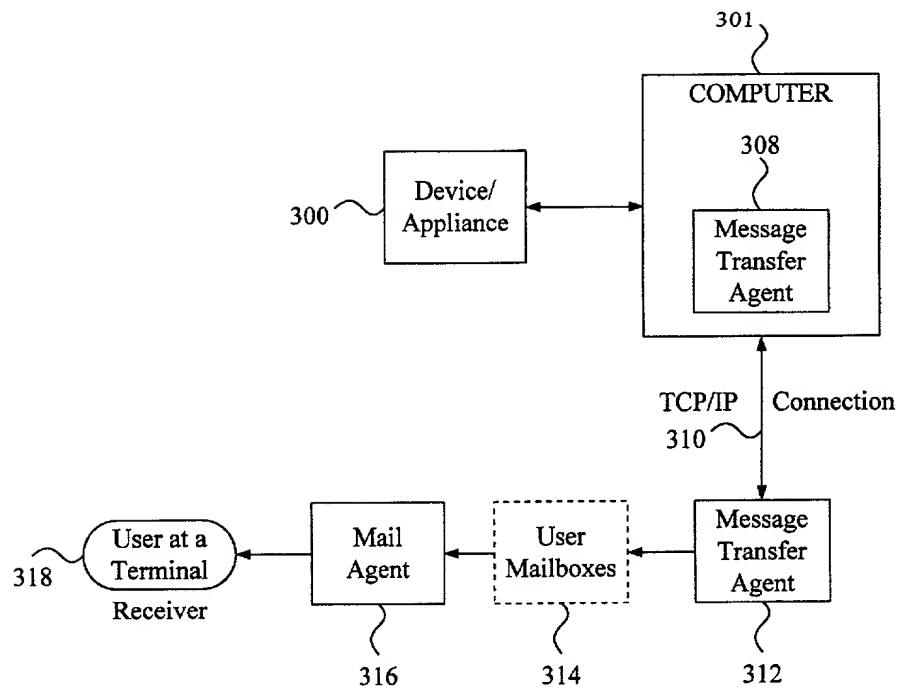 301
COMPUTER
308
Device/
Appliance
300
Message
Transfer
Agent
TCP/IP Connection
310
Message
Transfer
Agent
312
User
Mailboxes
314
Mail
Agent
316
User at a
Terminal
318
Receiver